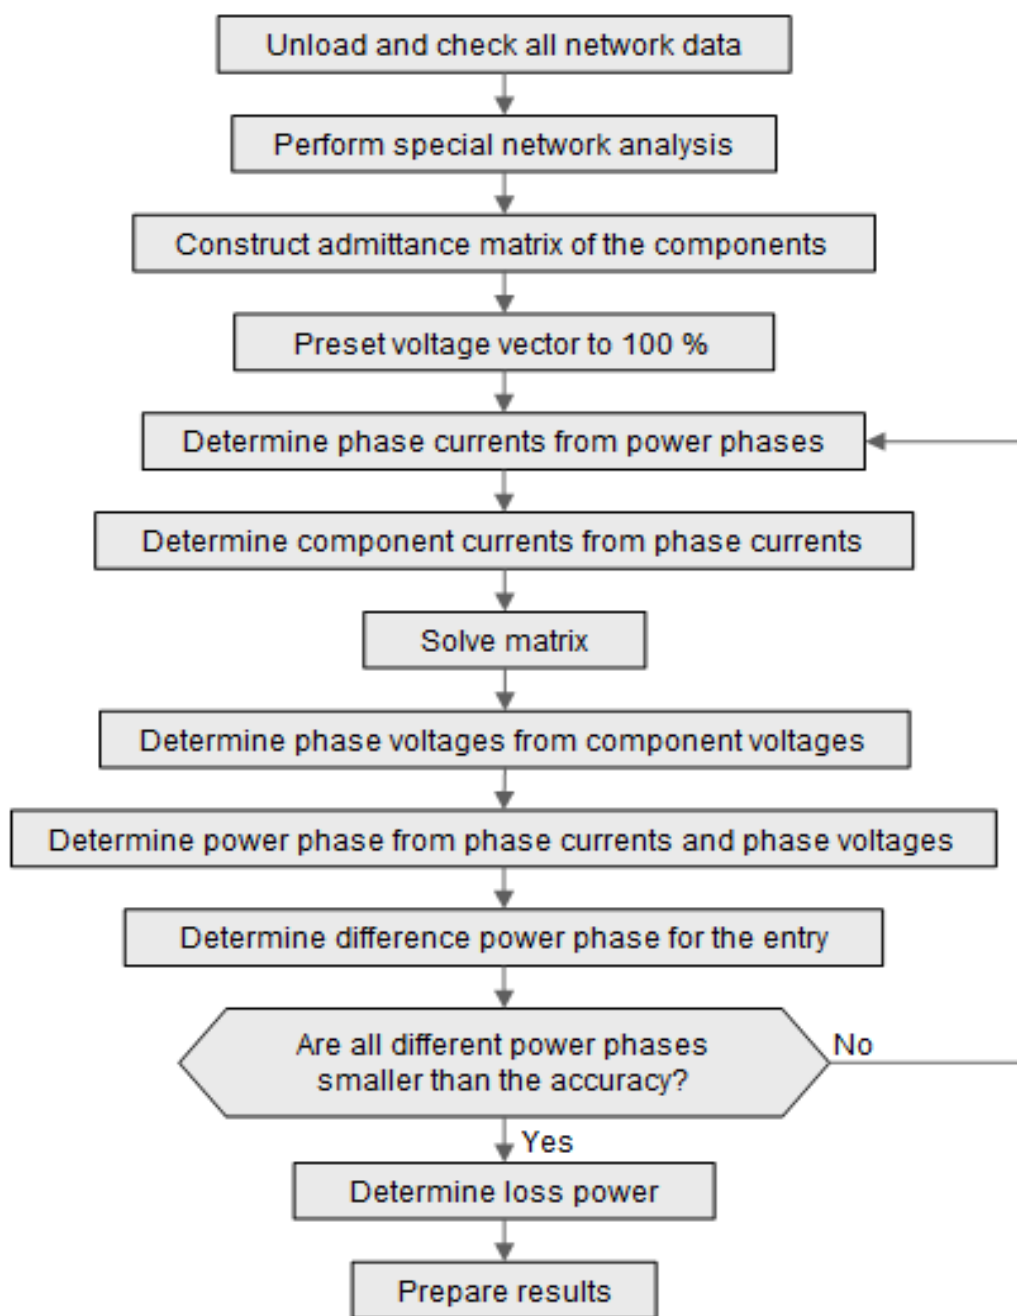 Unload and check all network data
Perform special network analysis
Construct admittance matrix of the components
Preset voltage vector to 100 %
Determine phase currents from power phases
Determine component currents from phase currents
Solve matrix
Determine phase voltages from component voltages
Determine power phase from phase currents and phase voltages
Determine difference power phase for the entry
Are all different power phases
smaller than the accuracy?
No
Yes
Determine loss power
Prepare results